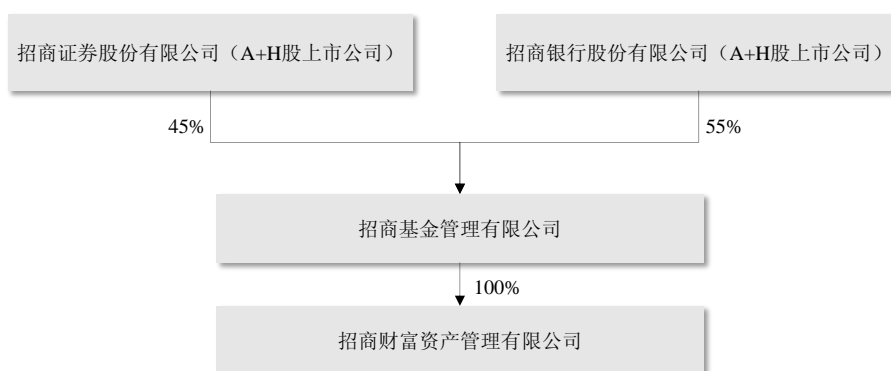 招商证券股份有限公司（A+H股上市公司）
招商银行股份有限公司（A+H股上市公司）
45%
55%
招商基金管理有限公司
100%
招商财富资产管理有限公司